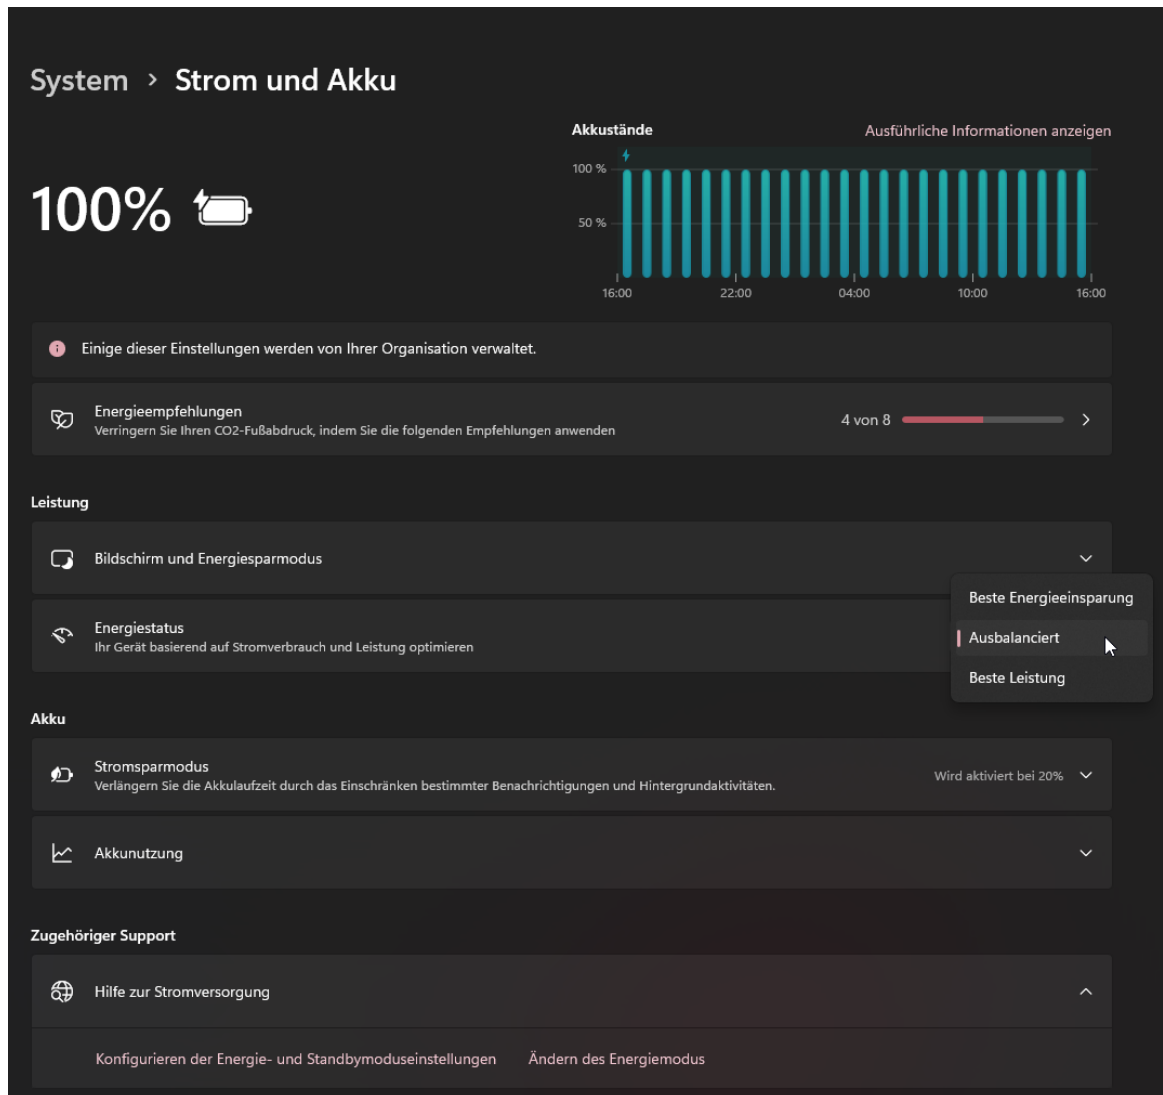 System > Strom und Akku
100%
Akkustände
Ausführliche Informationen anzeigen
100 %
50 %
16:00 22:00 04:00 10:00 16:00
Einige dieser Einstellungen werden von Ihrer Organisation verwaltet.
Energieempfehlungen
Verringern Sie Ihren CO2-Fußabdruck, indem Sie die folgenden Empfehlungen anwenden
4 von 8
Leistung
Bildschirm und Energiesparmodus
Energiestatus
Ihr Gerät basierend auf Stromverbrauch und Leistung optimieren
Beste Energieeinsparung
Ausbalanciert
Beste Leistung
Akku
Stromsparmodus
Verlängern Sie die Akkulaufzeit durch das Einschränken bestimmter Benachrichtigungen und Hintergrundaktivitäten.
Wird aktiviert bei 20%
Akkunutzung
Zugehöriger Support
Hilfe zur Stromversorgung
Konfigurieren der Energie- und Standbymoduseinstellungen
Ändern des Energiemodus